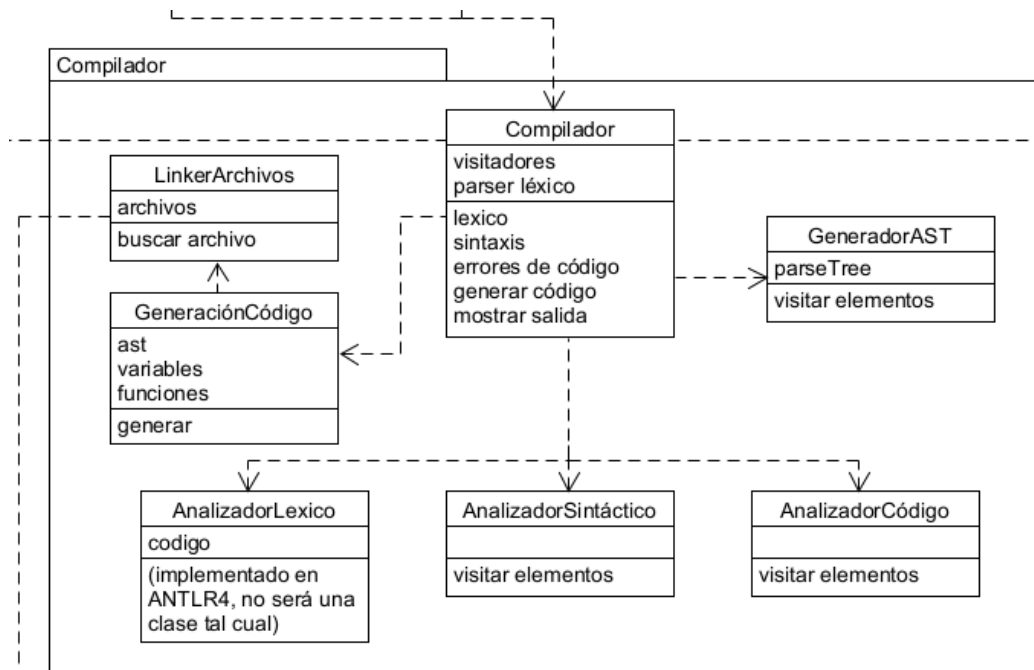 Compilador
Compilador
visitadores
parser léxico
lexico
sintaxis
errores de código
generar código
mostrar salida
LinkerArchivos
archivos
buscar archivo
GeneraciónCódigo
ast
variables
funciones
generar
GeneradorAST
parseTree
visitar elementos
AnalizadorLexico
codigo
(implementado en
ANTLR4, no será una
clase tal cual)
AnalizadorSintáctico
visitar elementos
AnalizadorCódigo
visitar elementos